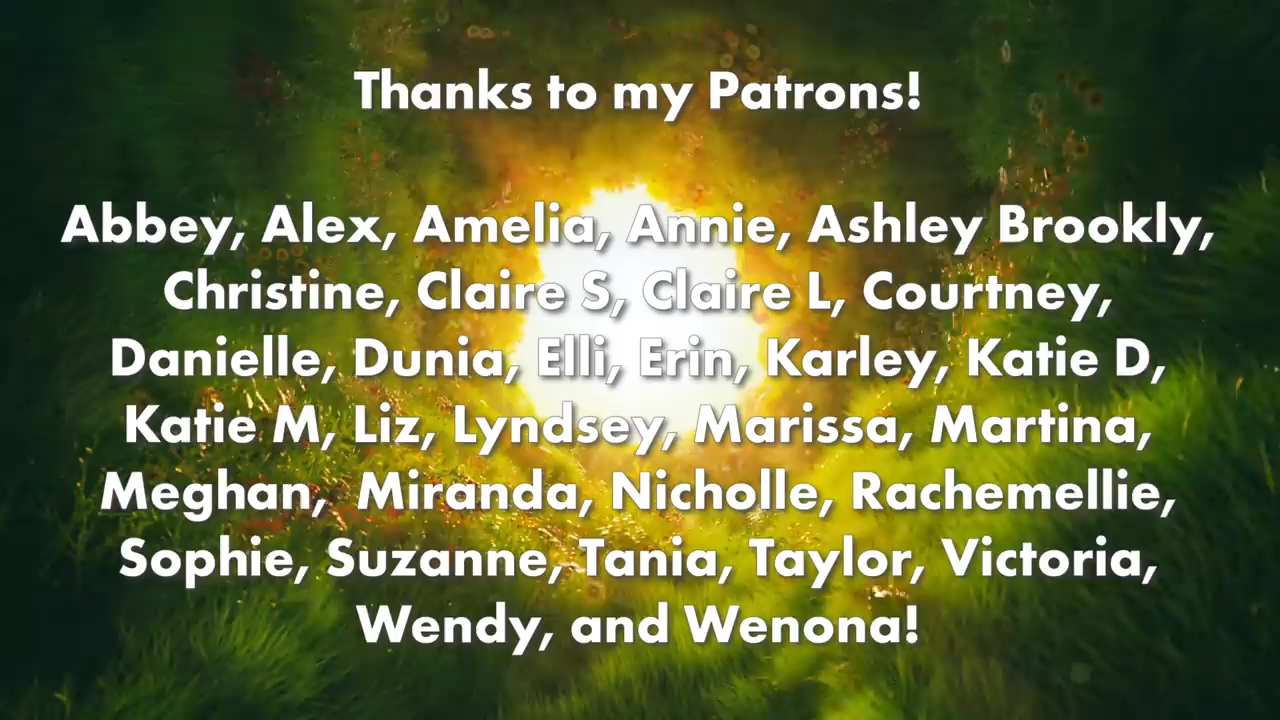 Thanks to my Patrons!
Abbey, Alex, Amelia, Annie, Ashley Brookly,
Christine, Claire S, Claire L, Courtney,
Danielle, Dunia, Elli, Erin, Karley, Katie D,
Katie M, Liz, Lyndsey, Marissa, Martina,
Meghan,  Miranda, Nicholle, Rachemellie,
Sophie, Suzanne, Tania, Taylor, Victoria,
Wendy, and Wenona!